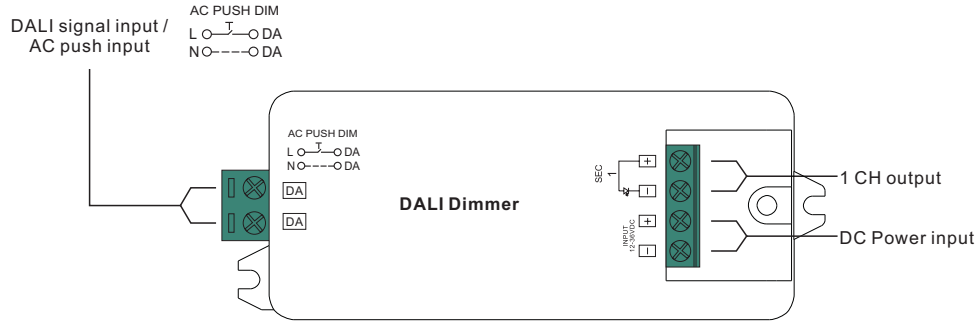 AC PUSH DIM
DALI signal input /
AC push input
L DA
N DA
AC PUSH DIM
L DA
N DA
DA
DA
DALI Dimmer
SEC
1
+
−
INPUT
12-36VDC
+
−
1 CH output
DC Power input